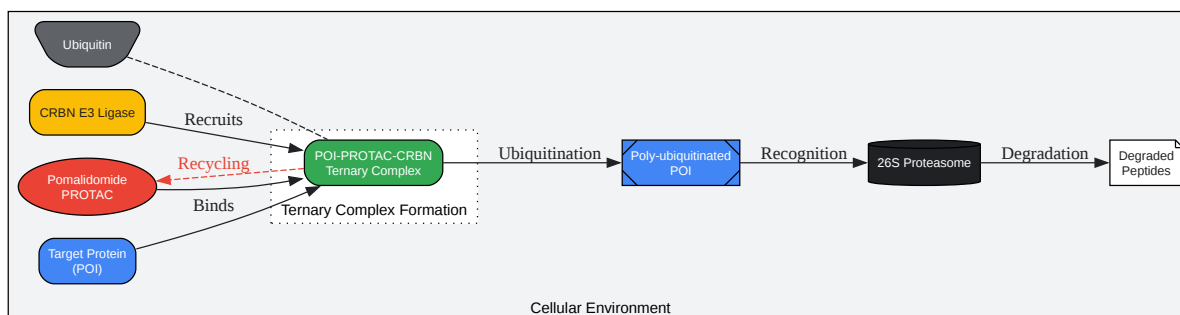 Ubiquitin
CRBN E3 Ligase
Recruits
Recycling
Pomalidomide
PROTAC
Binds
Target Protein
(POI)
POI-PROTAC-CRBN
Ternary Complex
Ternary Complex Formation
Ubiquitination
Poly-ubiquitinated
POI
Recognition
26S Proteasome
Degradation
Degraded
Peptides
Cellular Environment